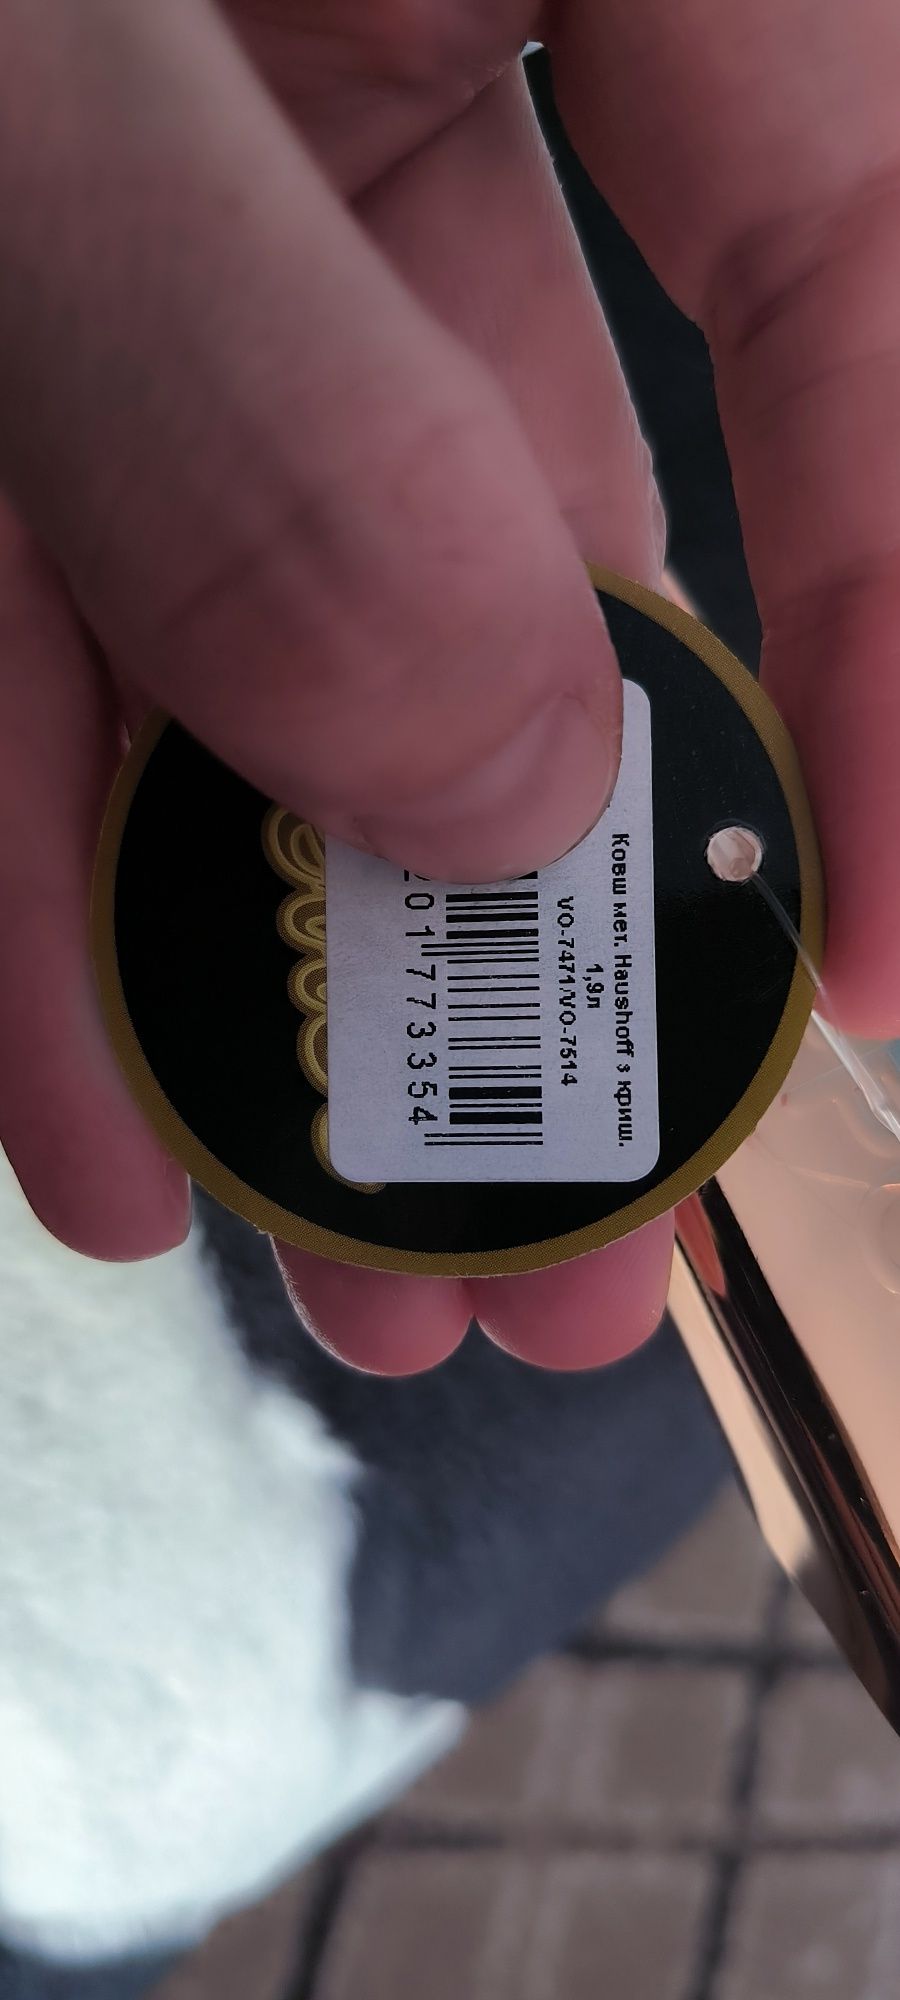 Ковш мет. Haushoff з криш.
1,9л
VO-7471/VO-7514
201773354